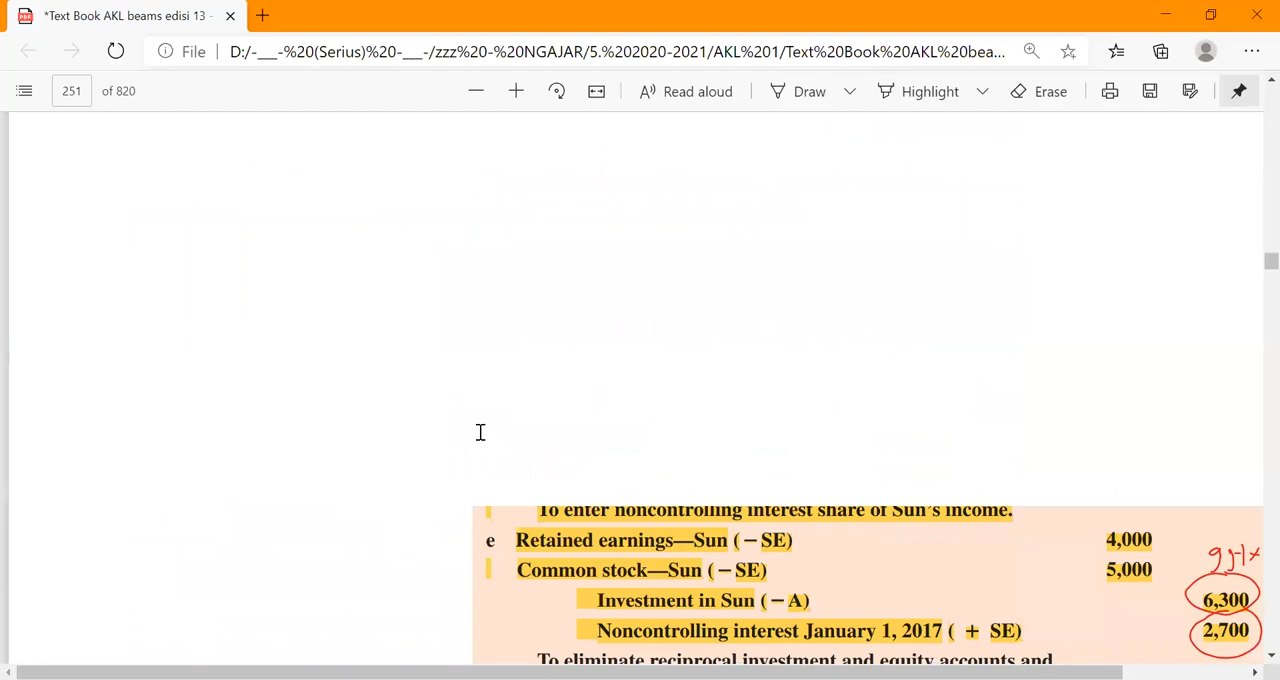 *Text Book AKL beams edisi 13 -
File D:/-___-%20(Serius)%20-___-/zzz%20-%20NGAJAR/5.%202020-2021/AKL%201/Text%20Book%20AKL%20bea...
251 of 820 Read aloud Draw Highlight Erase
To enter noncontrolling interest share of Sun's income.
e Retained earnings—Sun (−SE) 4,000
Common stock—Sun (−SE) 5,000
Investment in Sun (−A) 6,300
Noncontrolling interest January 1, 2017 ( + SE) 2,700
To eliminate reciprocal investment and equity accounts and